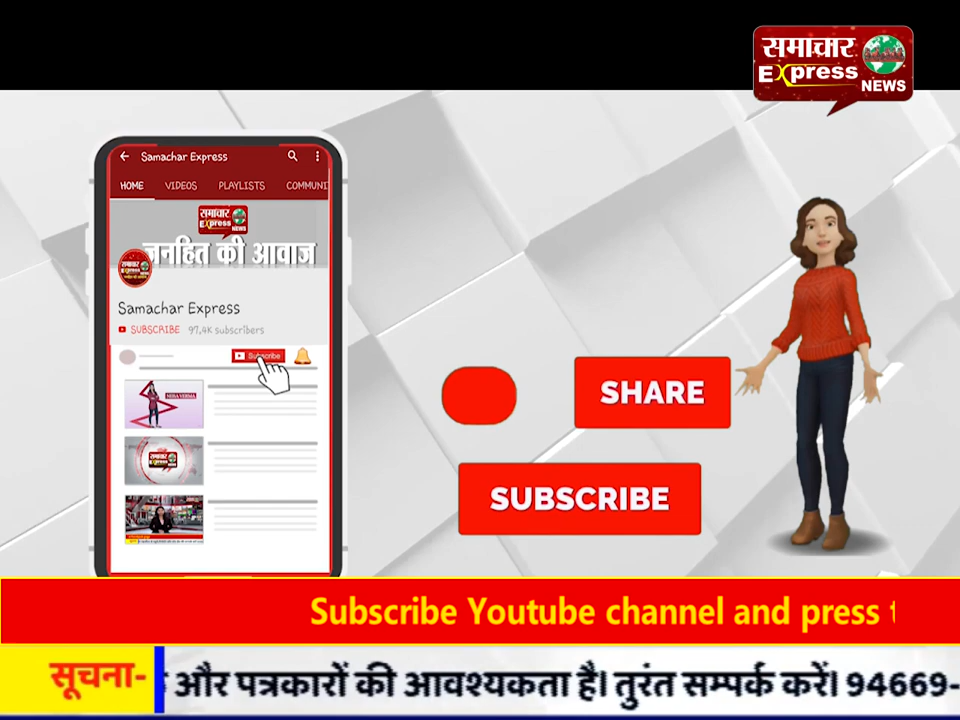 समाचार
Express
NEWS
Samachar Express
HOME VIDEOS PLAYLISTS COMMUNI
समाचार
Express
NEWS
जनहित की आवाज
Samachar Express
SUBSCRIBE 97.4K subscribers
Subscribe
SHARE
SUBSCRIBE
Subscribe Youtube channel and press t
सूचना- और पत्रकारों की आवश्यकता है। तुरंत सम्पर्क करें। 94669-